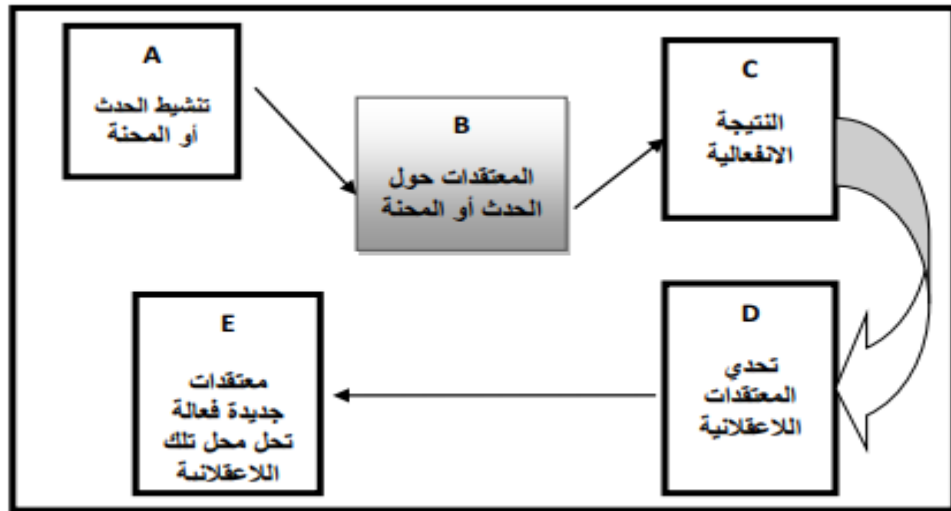 A
تنشيط الحدث
أو المحنة
B
المعتقدات حول
الحدث أو المحنة
C
النتيجة
الانفعالية
D
تحدي
المعتقدات
اللاعقلانية
E
معتقدات
جديدة فعالة
تحل محل تلك
اللاعقلانية